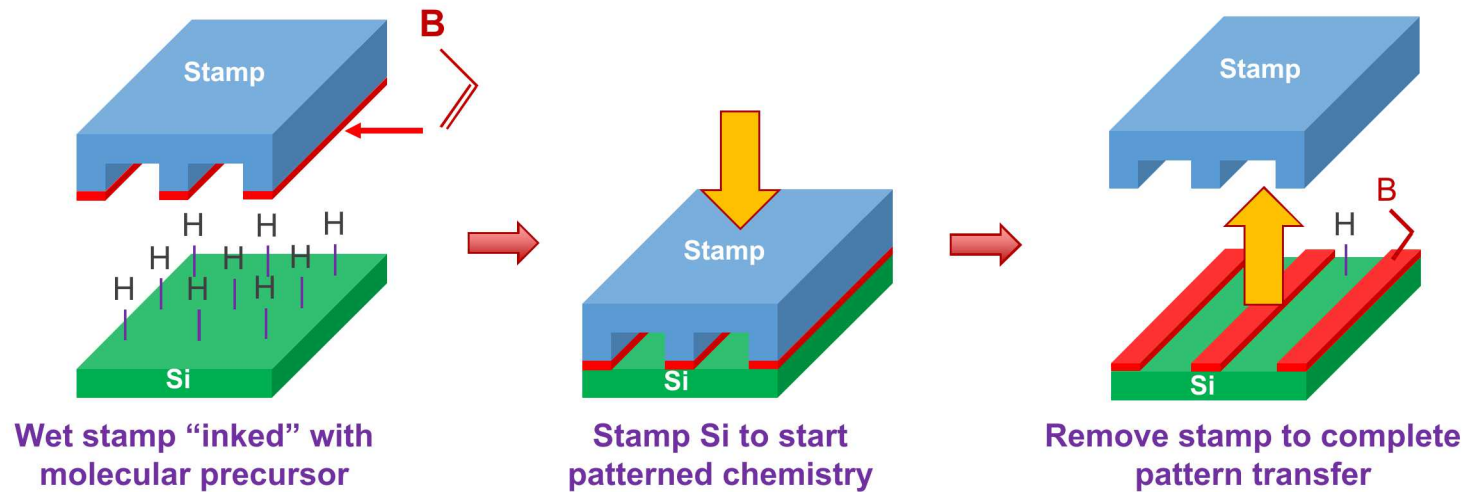 B
Stamp
H
H
H
H
H
H
H
H
H
Si
Wet stamp “inked” with
molecular precursor
Stamp
Si
Stamp Si to start
patterned chemistry
Stamp
B
H
Si
Remove stamp to complete
pattern transfer